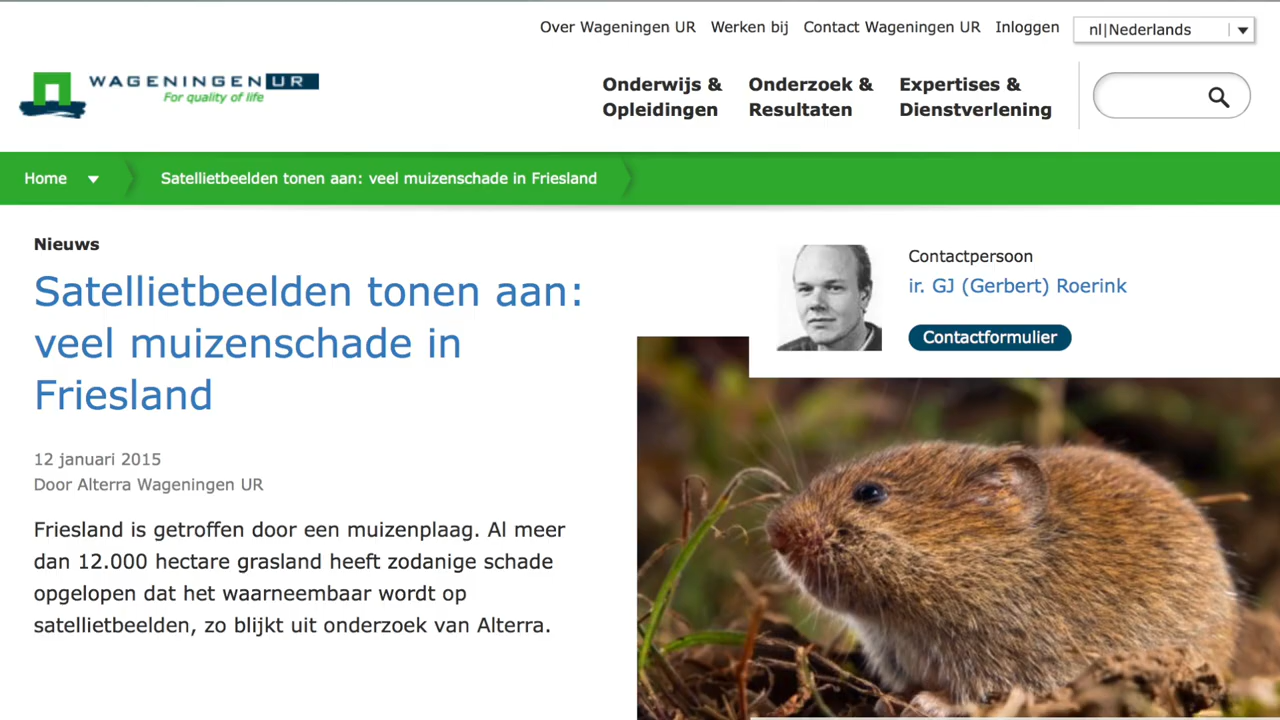 Over Wageningen UR Werken bij Contact Wageningen UR Inloggen nl|Nederlands
WAGENINGEN UR
For quality of life
Onderwijs & Opleidingen
Onderzoek & Resultaten
Expertises & Dienstverlening
Home Satellietbeelden tonen aan: veel muizenschade in Friesland
Nieuws
Satellietbeelden tonen aan:
veel muizenschade in
Friesland
12 januari 2015
Door Alterra Wageningen UR
Friesland is getroffen door een muizenplaag. Al meer
dan 12.000 hectare grasland heeft zodanige schade
opgelopen dat het waarneembaar wordt op
satellietbeelden, zo blijkt uit onderzoek van Alterra.
Contactpersoon
ir. GJ (Gerbert) Roerink
Contactformulier